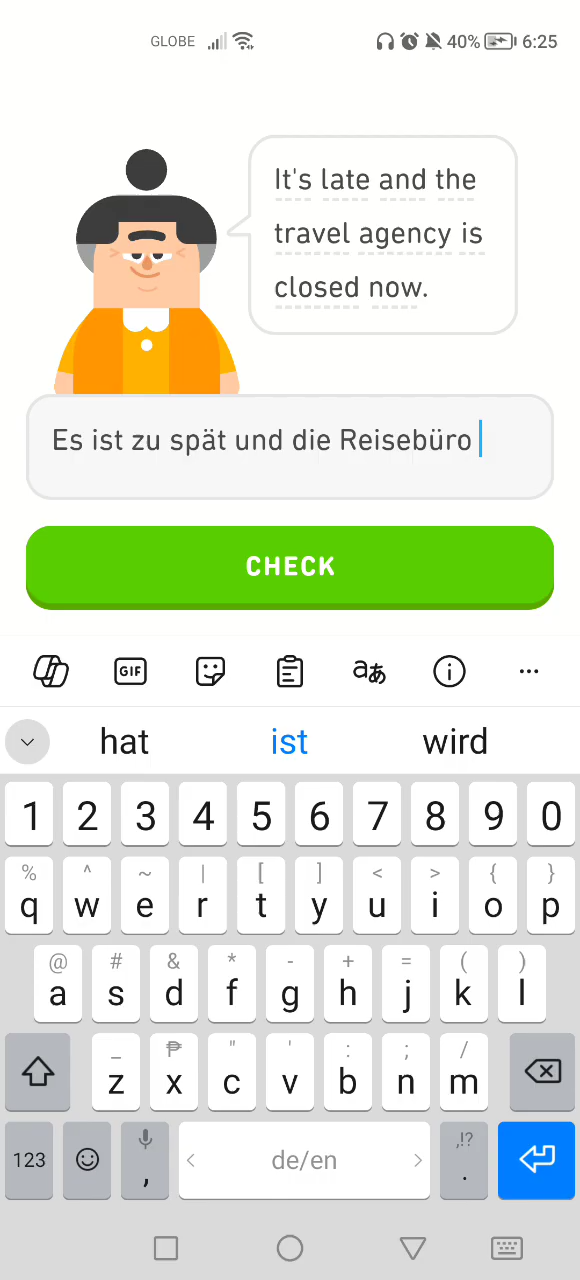 GLOBE 40% 6:25
It's late and the
travel agency is
closed now.
Es ist zu spät und die Reisebüro
CHECK
GIF aあ
hat ist wird
1 2 3 4 5 6 7 8 9 0
% ^ ~ | [ ] < > { }
q w e r t y u i o p
@ # & * - + = ( )
a s d f g h j k l
_ ₱ " ' : ; /
z x c v b n m
,!?
123 , < de/en > .